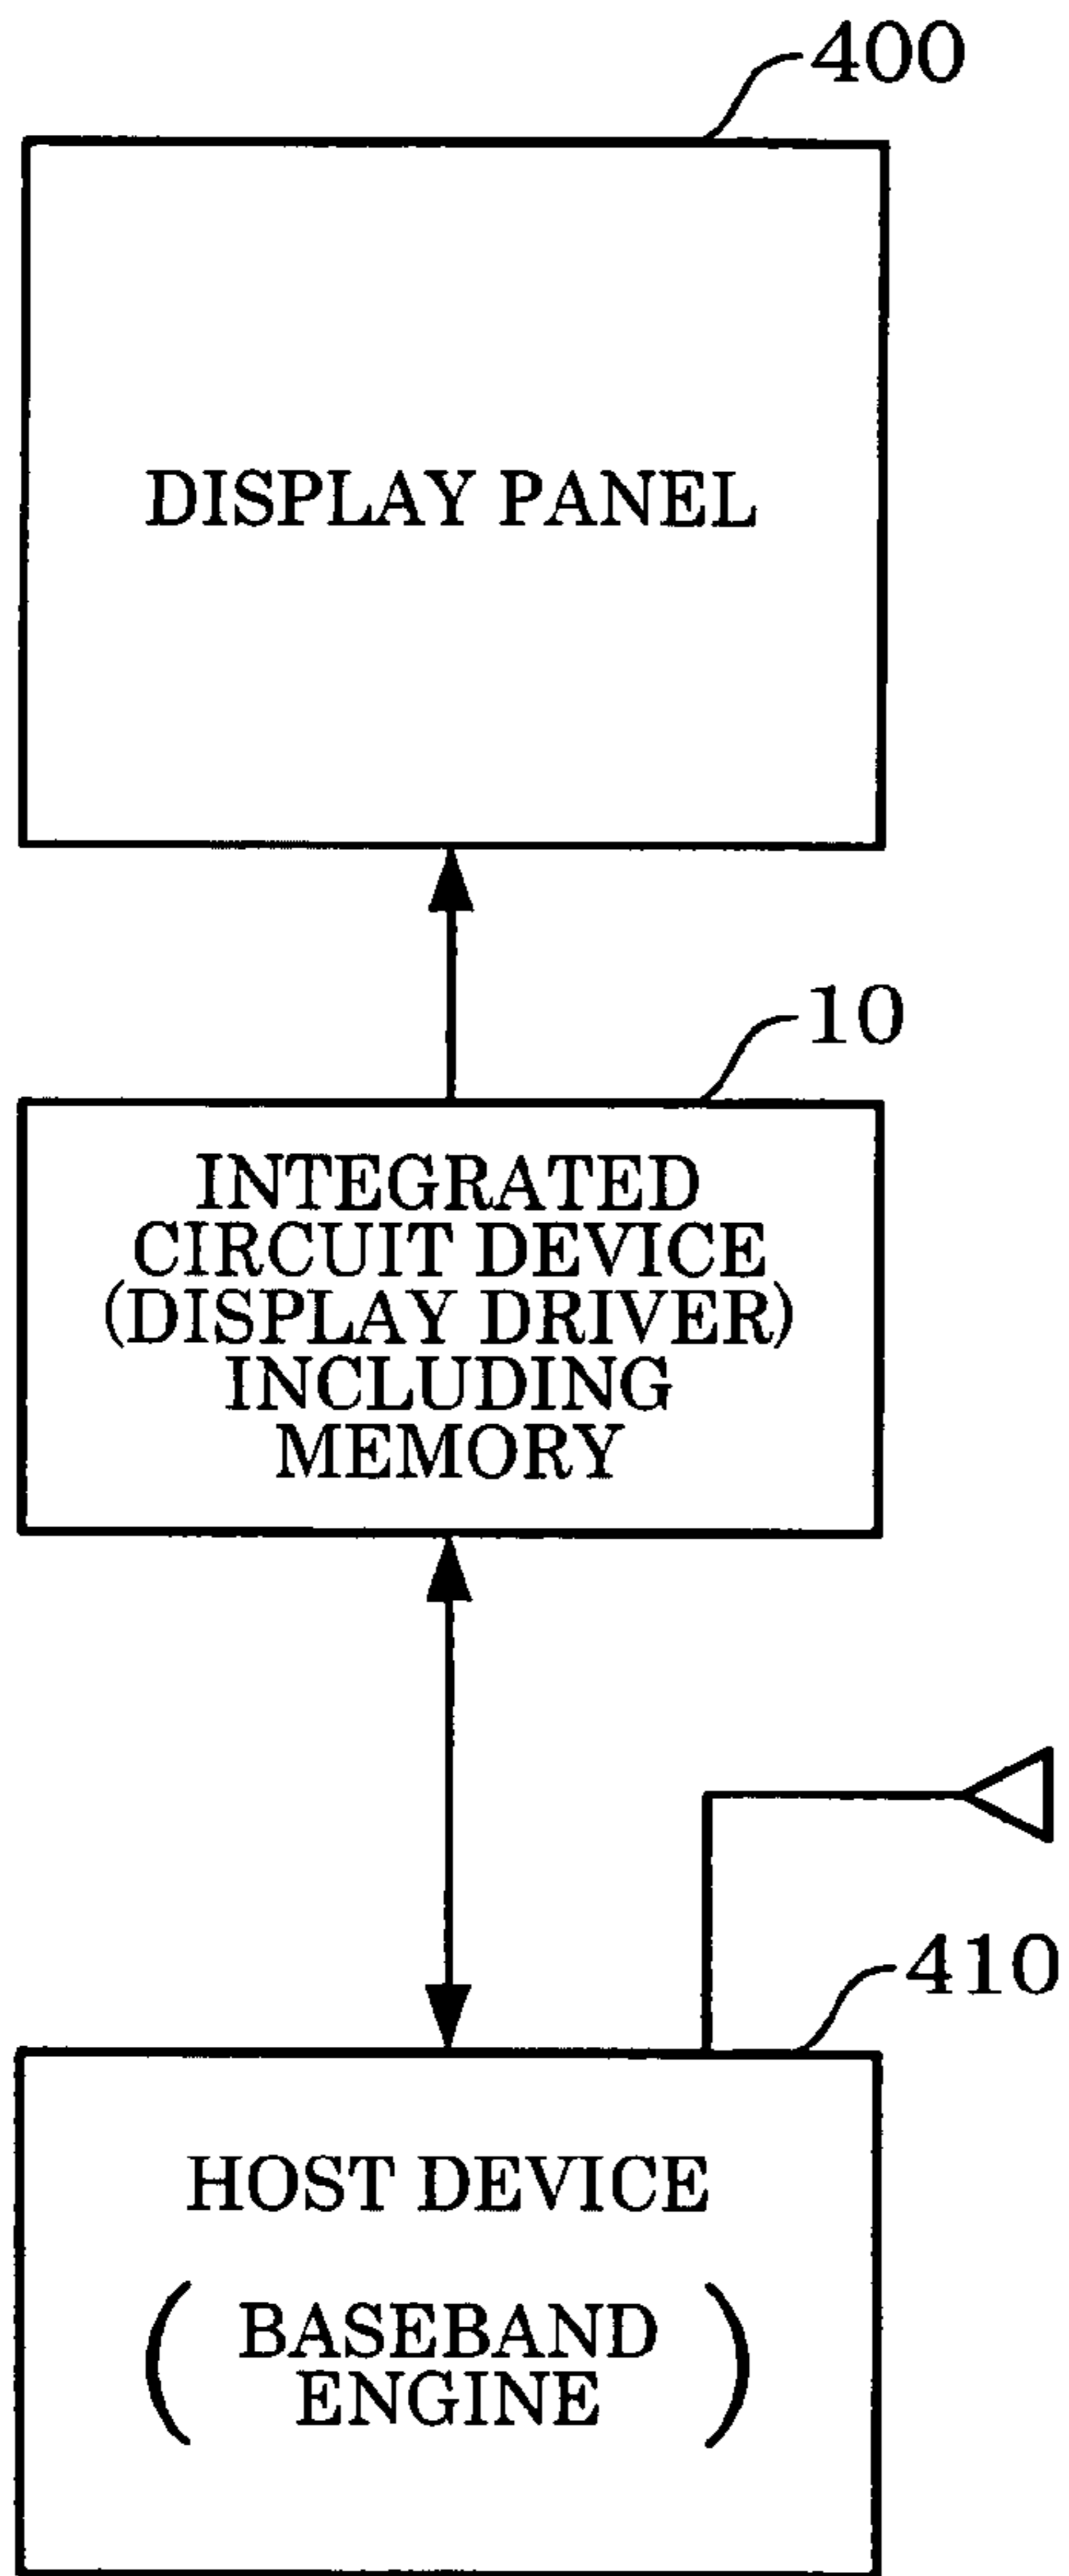 400
DISPLAY PANEL
10
INTEGRATED
CIRCUIT DEVICE
(DISPLAY DRIVER)
INCLUDING
MEMORY
410
HOST DEVICE
( BASEBAND
ENGINE )